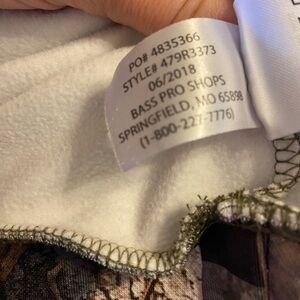 PO# 4835366
STYLE# 479R3373
06/2018
BASS PRO SHOPS
SPRINGFIELD, MO 65898
(1-800-227-7776)